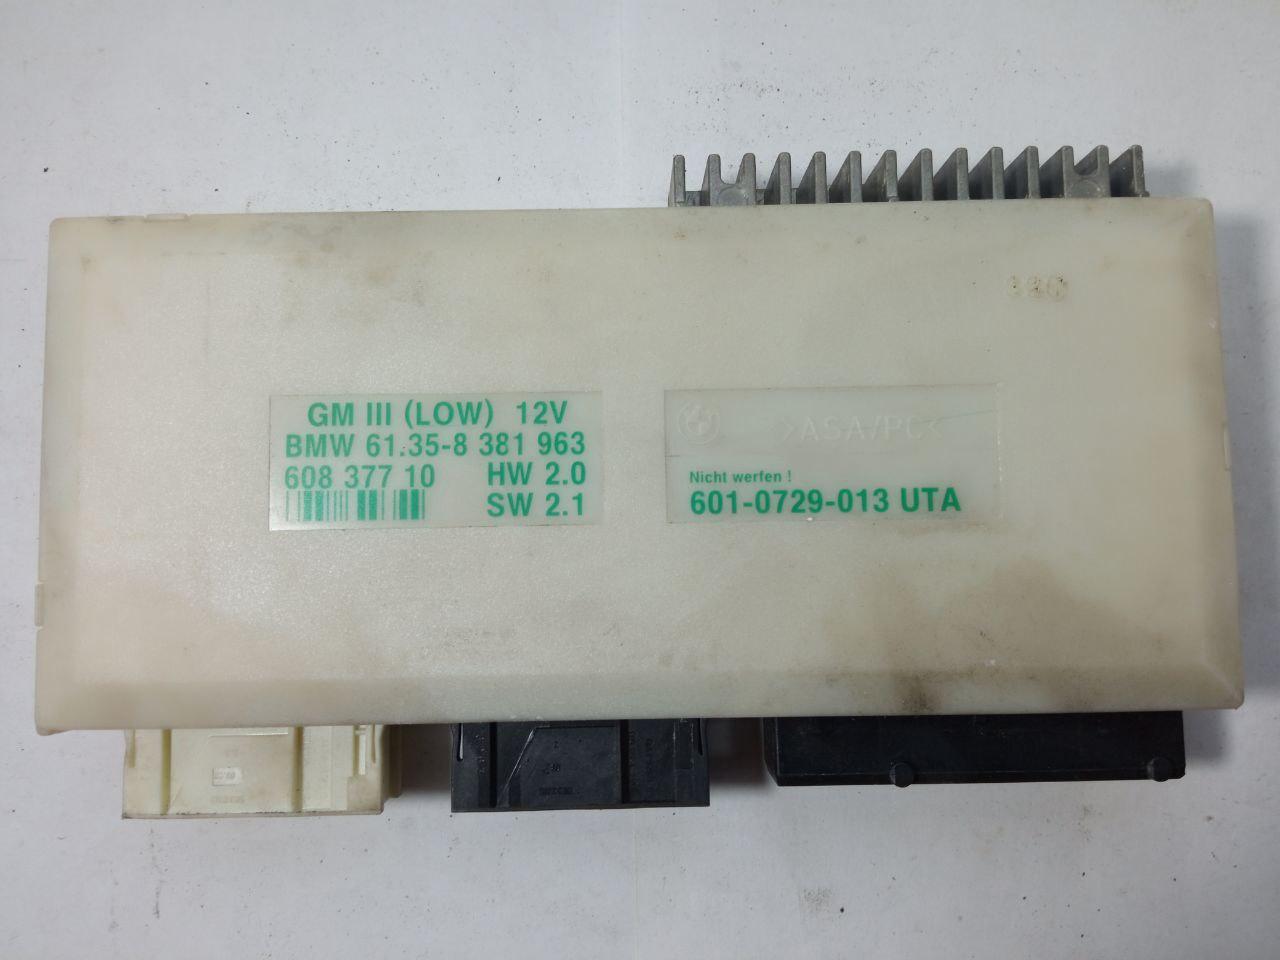 GM III (LOW) 12V
BMW 61.35-8 381 963
608 377 10 HW 2.0
SW 2.1
>ASA/PC<
Nicht werfen !
601-0729-013 UTA